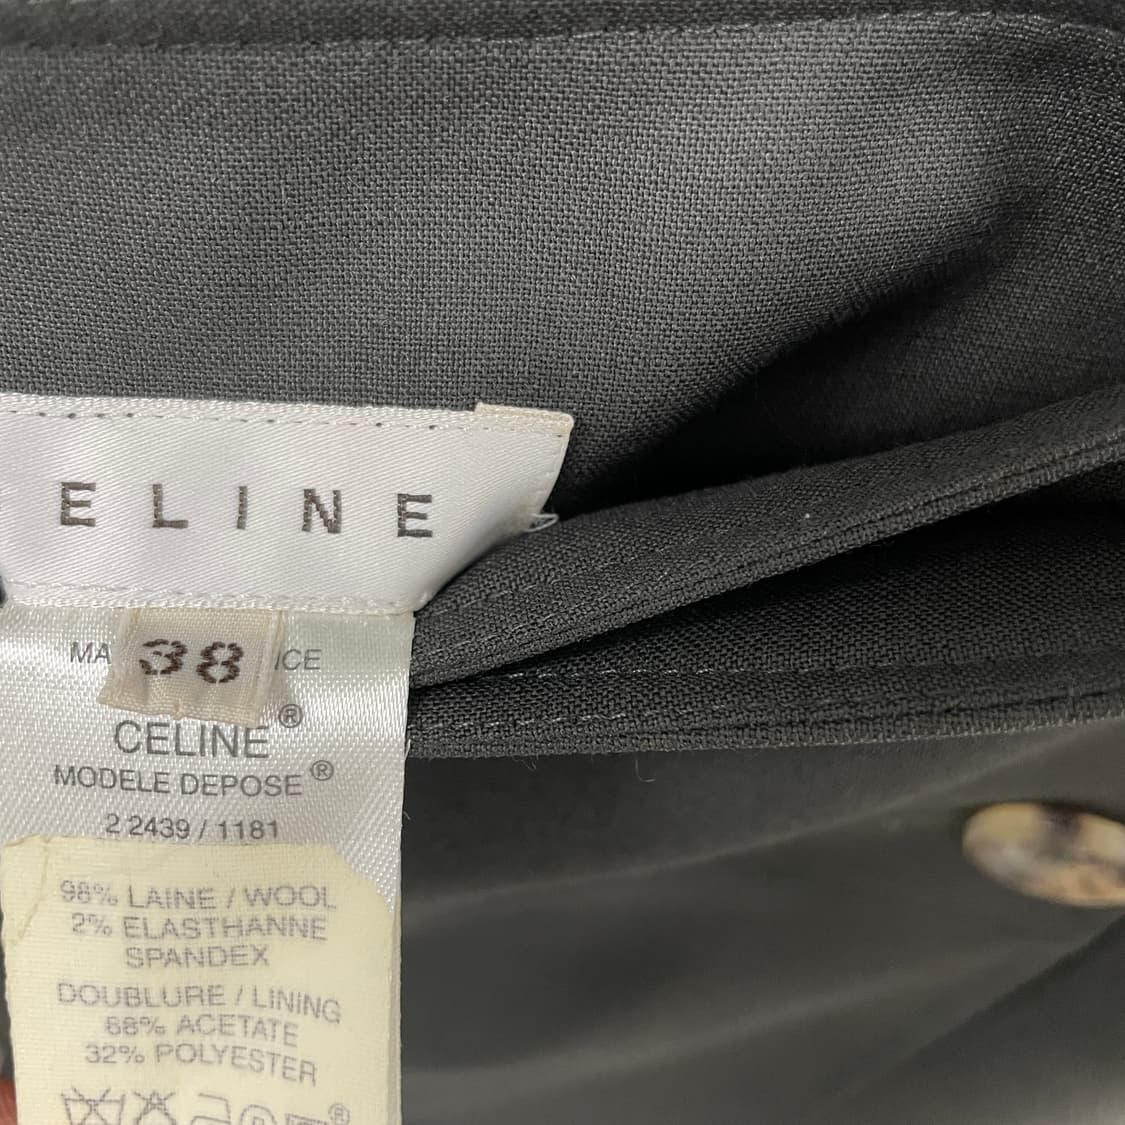 ELINE
38
MA ICE
CELINE®
MODELE DEPOSE®
2 2439 / 1181
98% LAINE / WOOL
2% ELASTHANNE
SPANDEX
DOUBLURE / LINING
68% ACETATE
32% POLYESTER